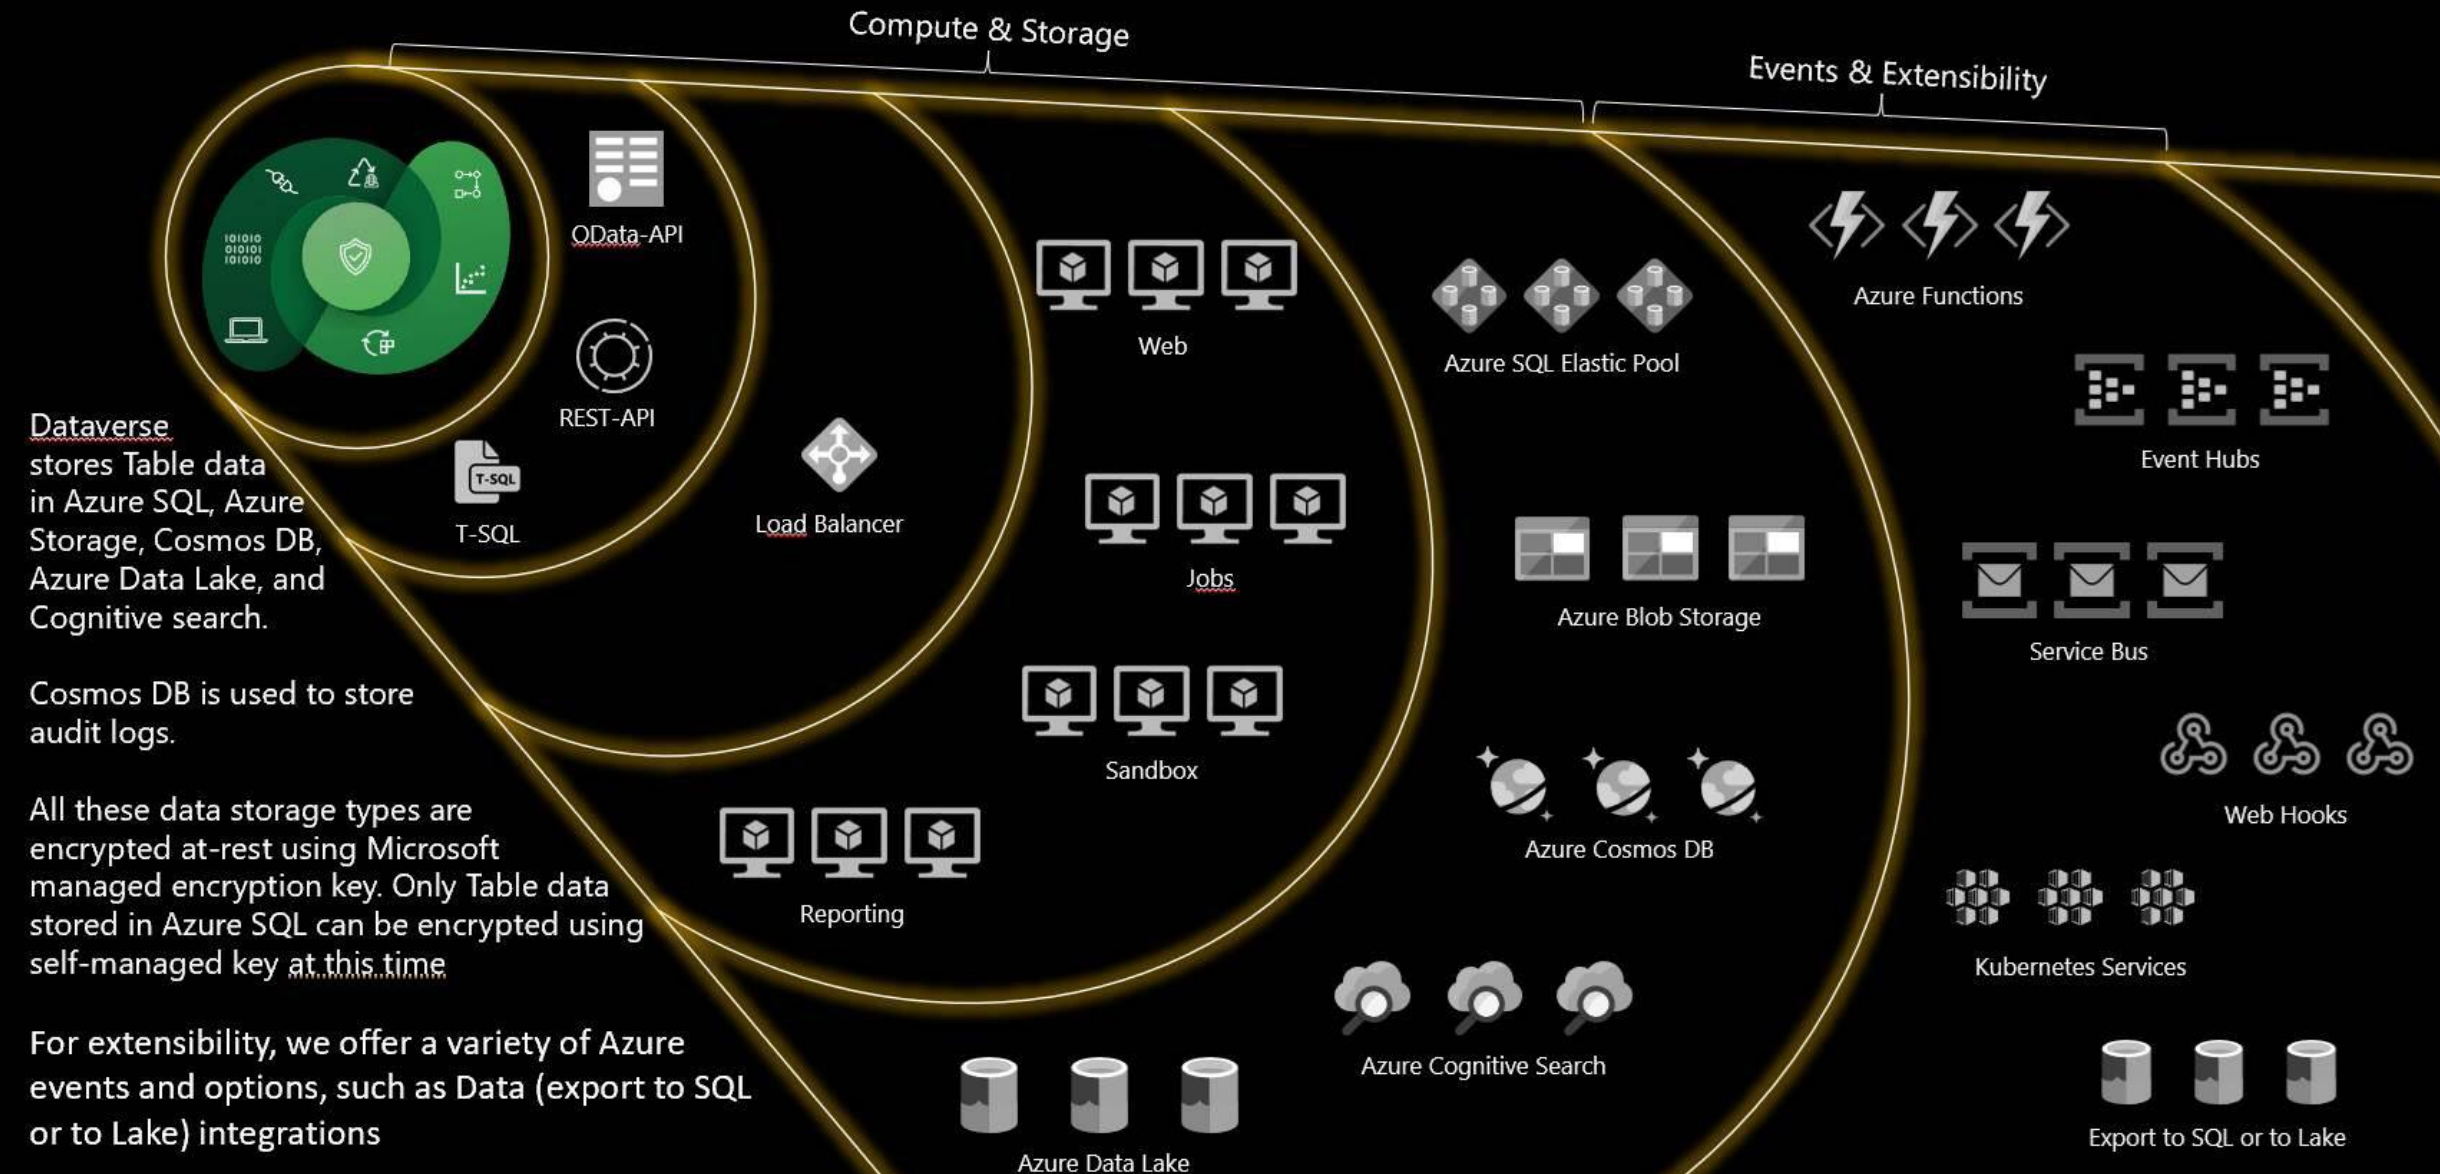 Compute & Storage
Events & Extensibility
OData-API
REST-API
T-SQL
T-SQL
Load Balancer
Web
Jobs
Sandbox
Reporting
Azure SQL Elastic Pool
Azure Blob Storage
Azure Cosmos DB
Azure Cognitive Search
Azure Data Lake
Azure Functions
Event Hubs
Service Bus
Web Hooks
Kubernetes Services
Export to SQL or to Lake
101010
010101
101010
Dataverse
stores Table data
in Azure SQL, Azure
Storage, Cosmos DB,
Azure Data Lake, and
Cognitive search.
Cosmos DB is used to store
audit logs.
All these data storage types are
encrypted at-rest using Microsoft
managed encryption key. Only Table data
stored in Azure SQL can be encrypted using
self-managed key at this time
For extensibility, we offer a variety of Azure
events and options, such as Data (export to SQL
or to Lake) integrations